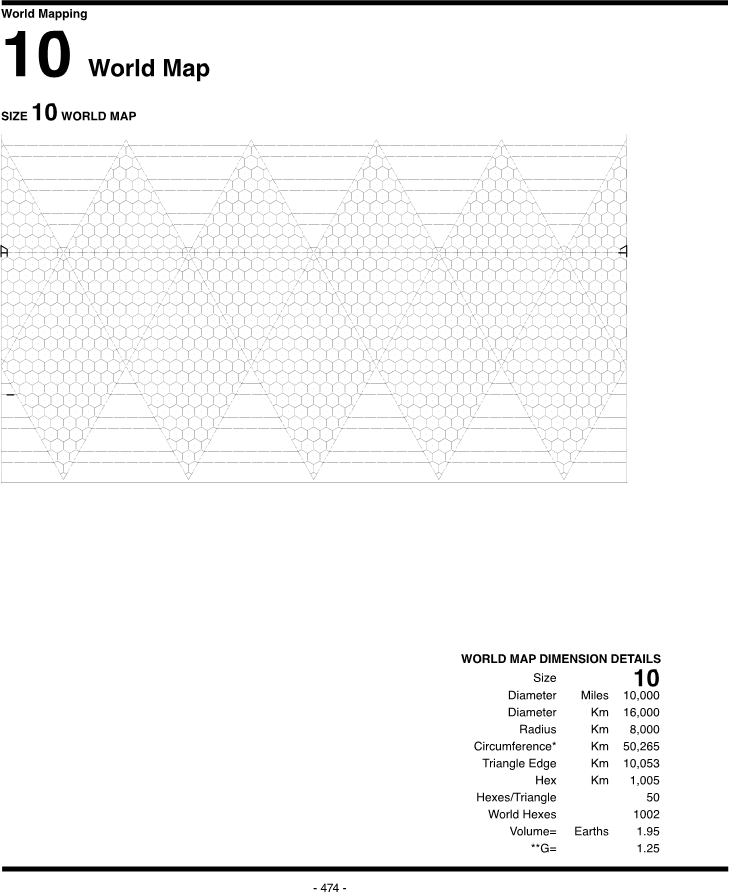 World Mapping
10 World Map
SIZE 10 WORLD MAP
WORLD MAP DIMENSION DETAILS
Size 10
Diameter Miles 10,000
Diameter Km 16,000
Radius Km 8,000
Circumference* Km 50,265
Triangle Edge Km 10,053
Hex Km 1,005
Hexes/Triangle 50
World Hexes 1002
Volume= Earths 1.95
**G= 1.25
- 474 -